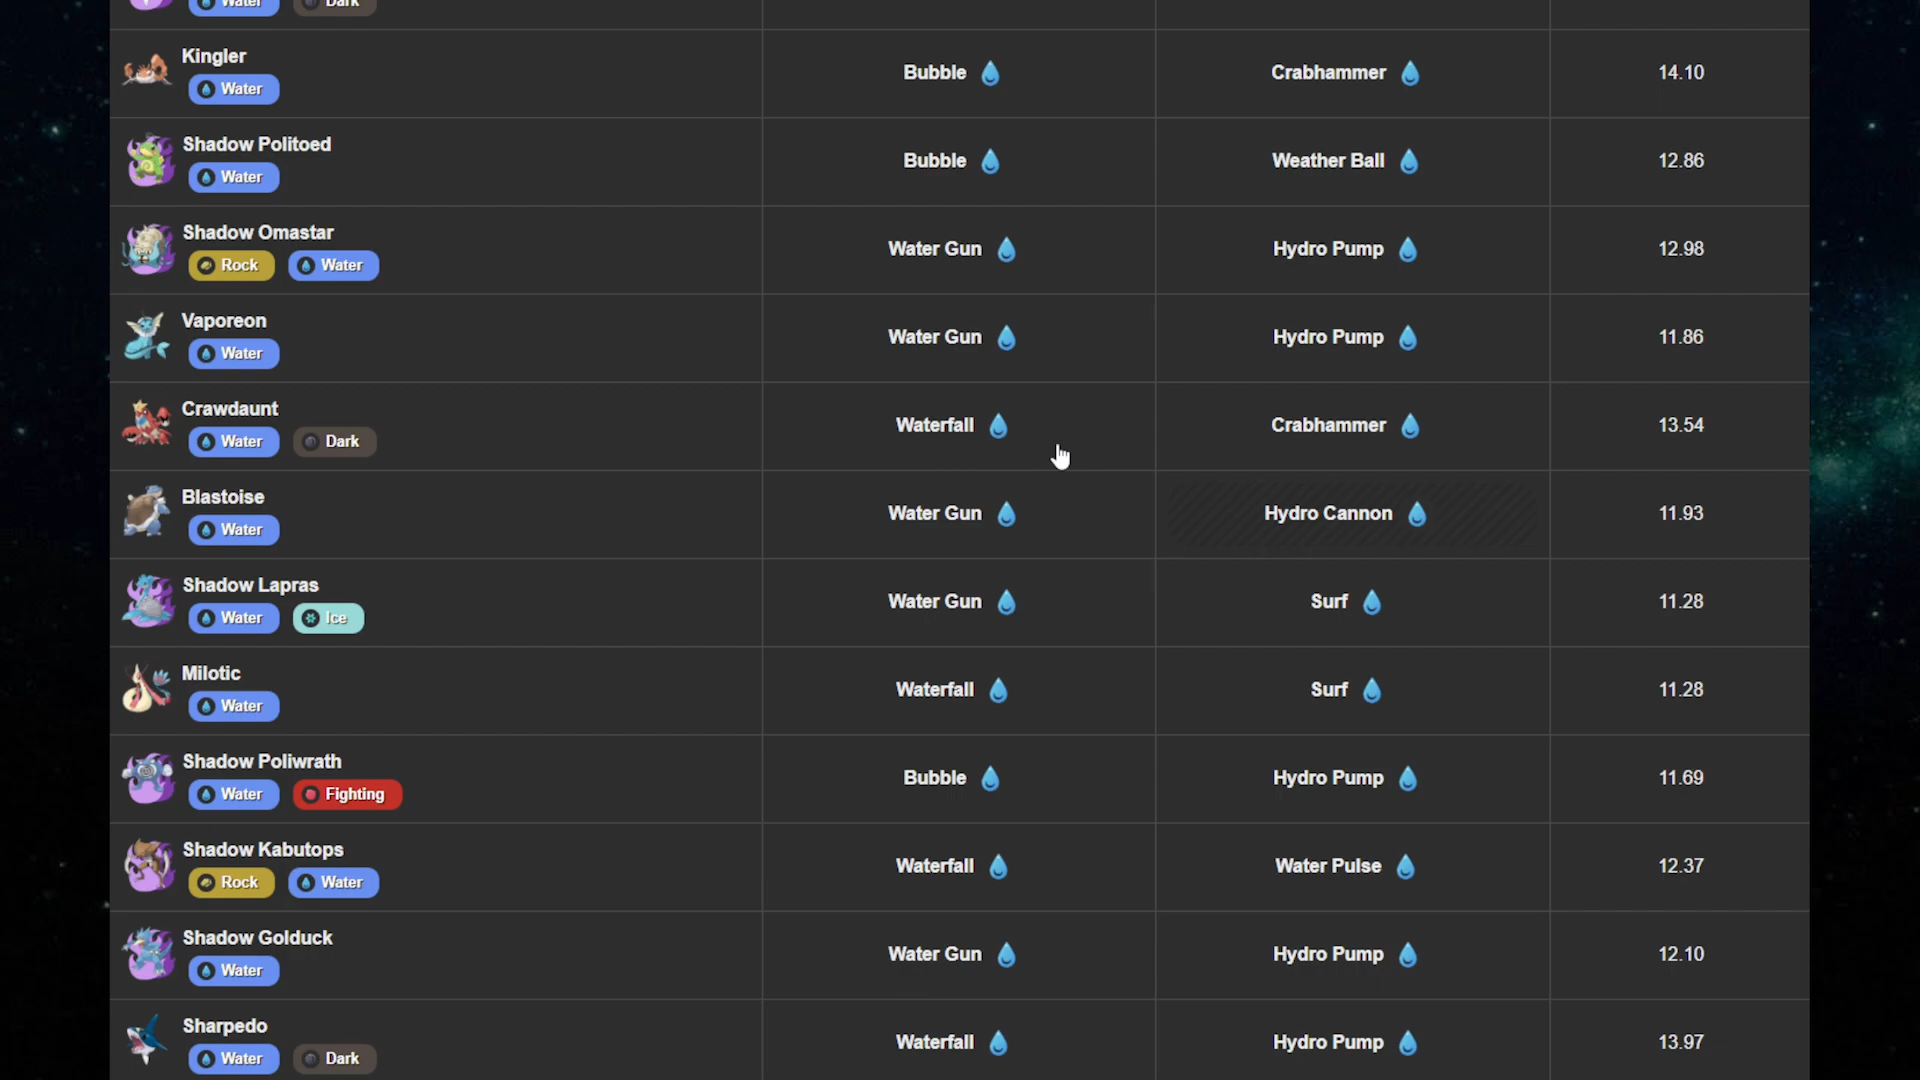 Water Dark
Kingler
Water
Bubble Crabhammer 14.10
Shadow Politoed
Water
Bubble Weather Ball 12.86
Shadow Omastar
Rock Water
Water Gun Hydro Pump 12.98
Vaporeon
Water
Water Gun Hydro Pump 11.86
Crawdaunt
Water Dark
Waterfall Crabhammer 13.54
Blastoise
Water
Water Gun Hydro Cannon 11.93
Shadow Lapras
Water Ice
Water Gun Surf 11.28
Milotic
Water
Waterfall Surf 11.28
Shadow Poliwrath
Water Fighting
Bubble Hydro Pump 11.69
Shadow Kabutops
Rock Water
Waterfall Water Pulse 12.37
Shadow Golduck
Water
Water Gun Hydro Pump 12.10
Sharpedo
Water Dark
Waterfall Hydro Pump 13.97